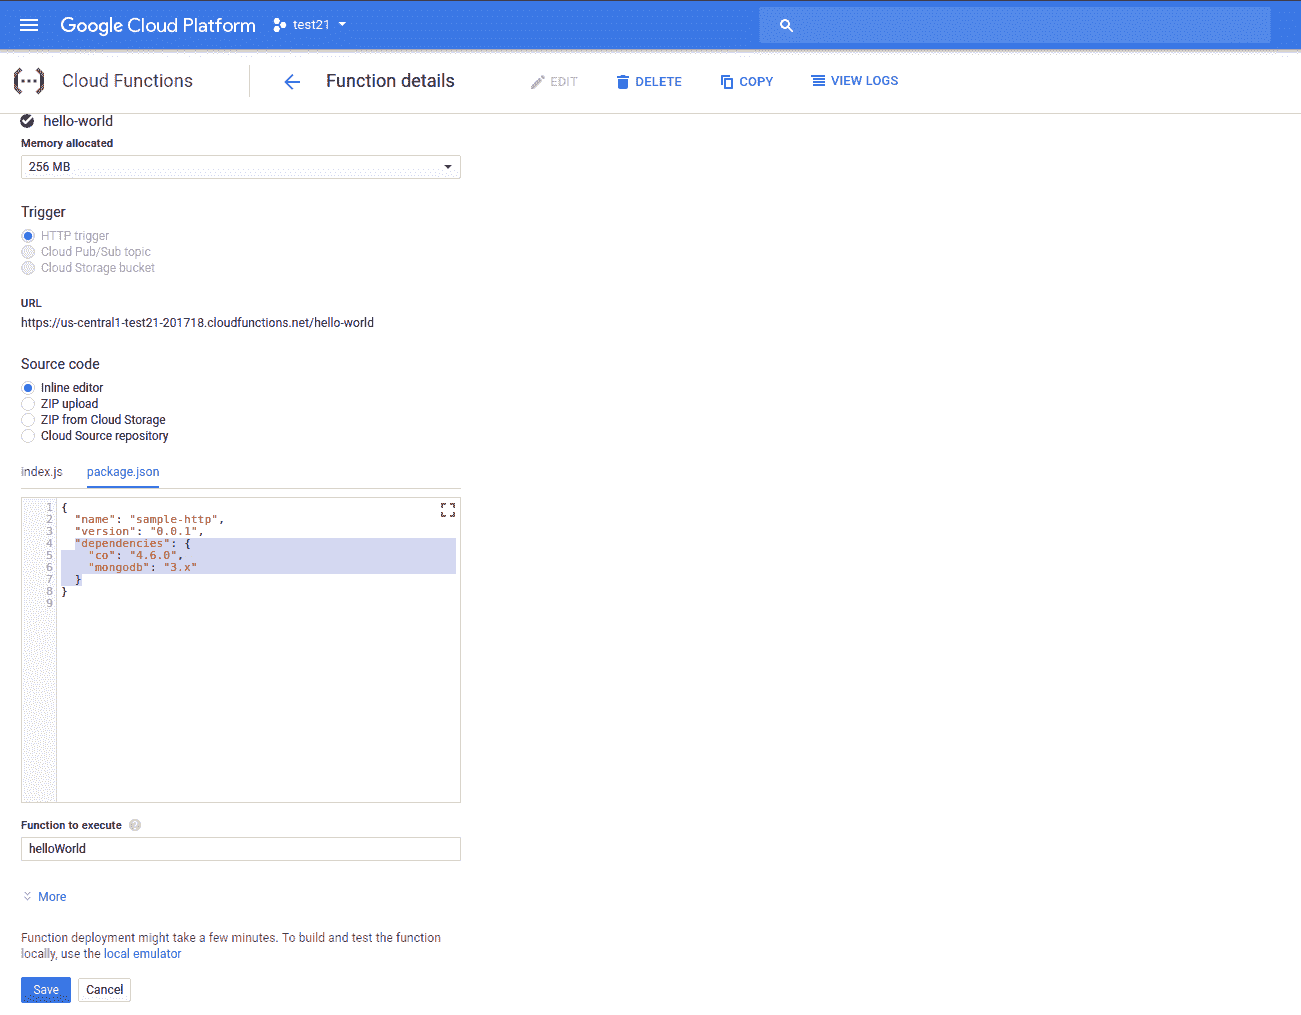 Google Cloud Platform test21
Cloud Functions Function details EDIT DELETE COPY VIEW LOGS
hello-world
Memory allocated
256 MB
Trigger
HTTP trigger
Cloud Pub/Sub topic
Cloud Storage bucket
URL
https://us-central1-test21-201718.cloudfunctions.net/hello-world
Source code
Inline editor
ZIP upload
ZIP from Cloud Storage
Cloud Source repository
index.js package.json
1 {
2 "name": "sample-http",
3 "version": "0.0.1",
4 "dependencies": {
5 "co": "4.6.0",
6 "mongodb": "3.x"
7 }
8 }
9
Function to execute ?
helloWorld
More
Function deployment might take a few minutes. To build and test the function
locally, use the local emulator
Save Cancel